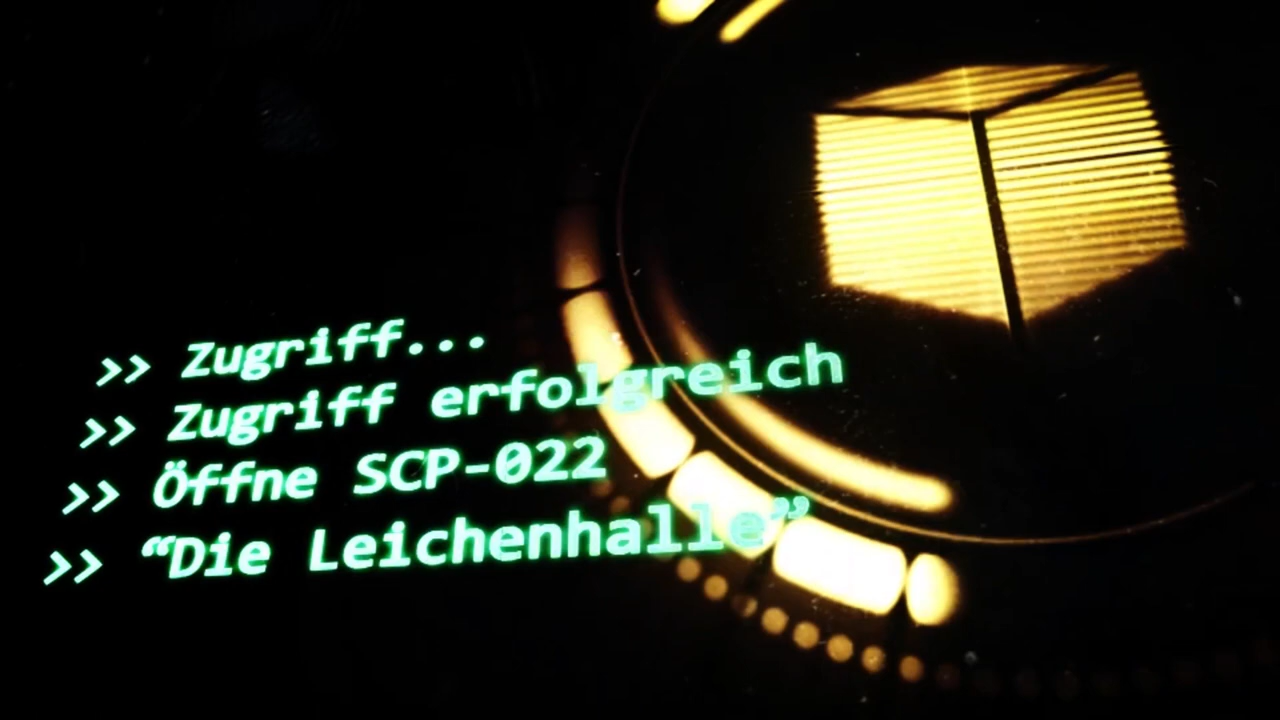 >> Zugriff...
>> Zugriff erfolgreich
>> Öffne SCP-022
>> “Die Leichenhalle”